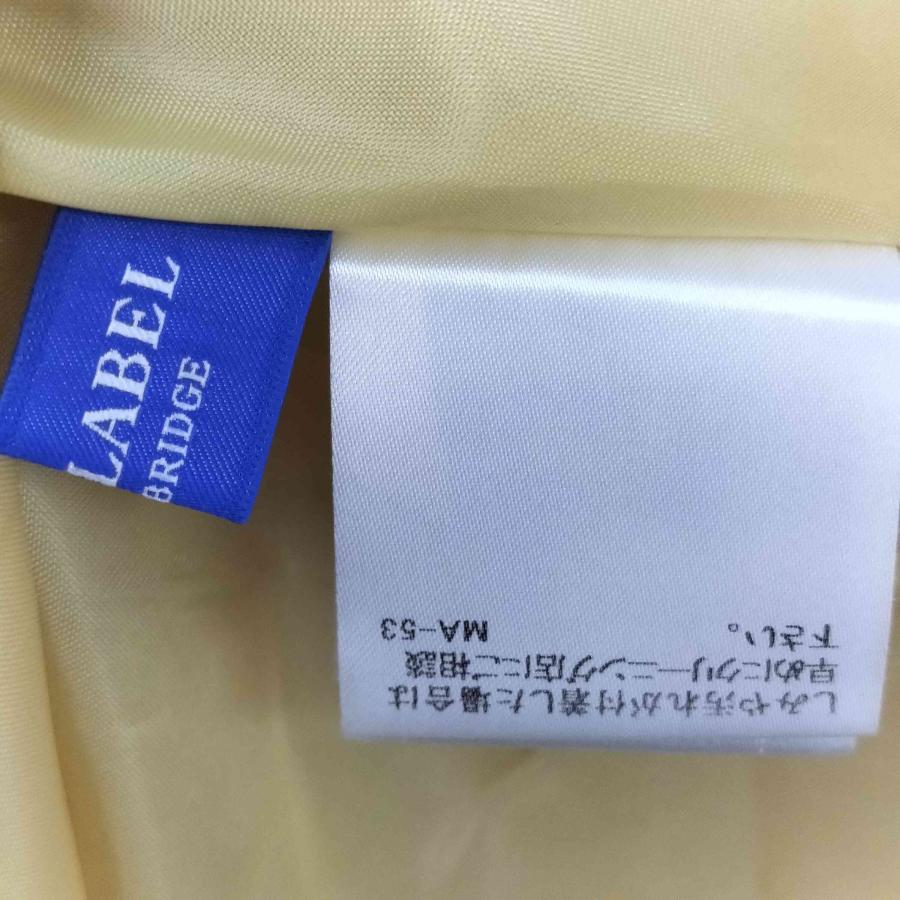 LABEL
BRIDGE
しみや汚れが付着した場合は
早めにクリーニング店にご相談
下さい。 MA-53